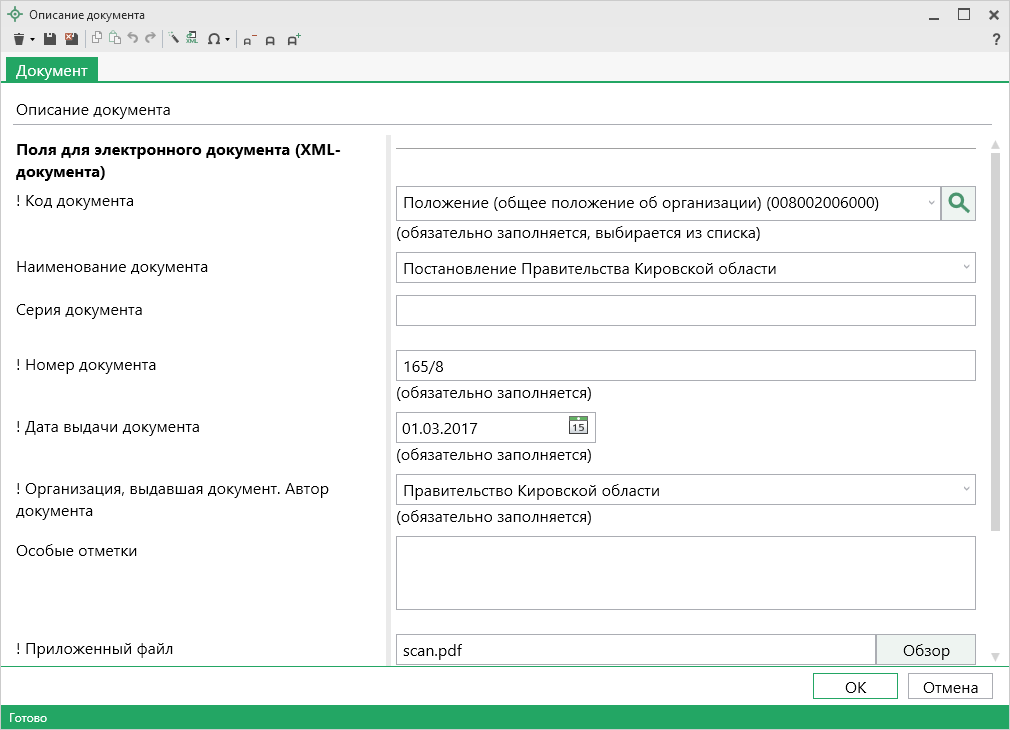 Описание документа
?
Документ
Описание документа
Поля для электронного документа (XML-
документа)
! Код документа
Положение (общее положение об организации) (008002006000)
(обязательно заполняется, выбирается из списка)
Наименование документа
Постановление Правительства Кировской области
Серия документа
! Номер документа
165/8
(обязательно заполняется)
! Дата выдачи документа
01.03.2017
15
(обязательно заполняется)
! Организация, выдавшая документ. Автор
документа
Правительство Кировской области
(обязательно заполняется)
Особые отметки
! Приложенный файл
scan.pdf
Обзор
ОК
Отмена
Готово